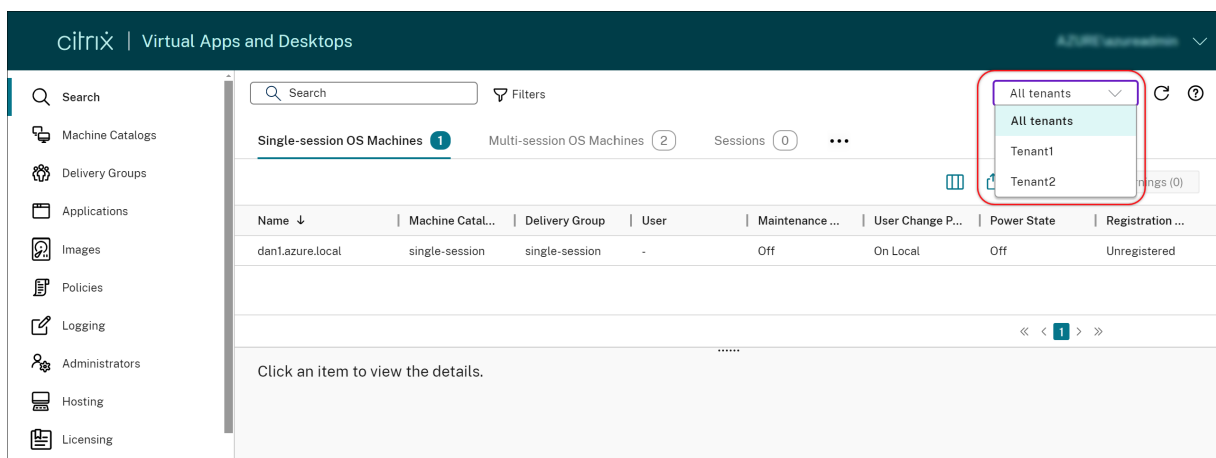 citrix | Virtual Apps and Desktops
Search
Machine Catalogs
Delivery Groups
Applications
Images
Policies
Logging
Administrators
Hosting
Licensing
Search
Filters
All tenants
All tenants
Tenant1
Tenant2
Single-session OS Machines 1 Multi-session OS Machines 2 Sessions 0 •••
(0)
Name ↓ Machine Catal... Delivery Group User Maintenance ... User Change P... Power State Registration ...
dan1.azure.local single-session single-session - Off On Local Off Unregistered
« < 1 > »
Click an item to view the details.